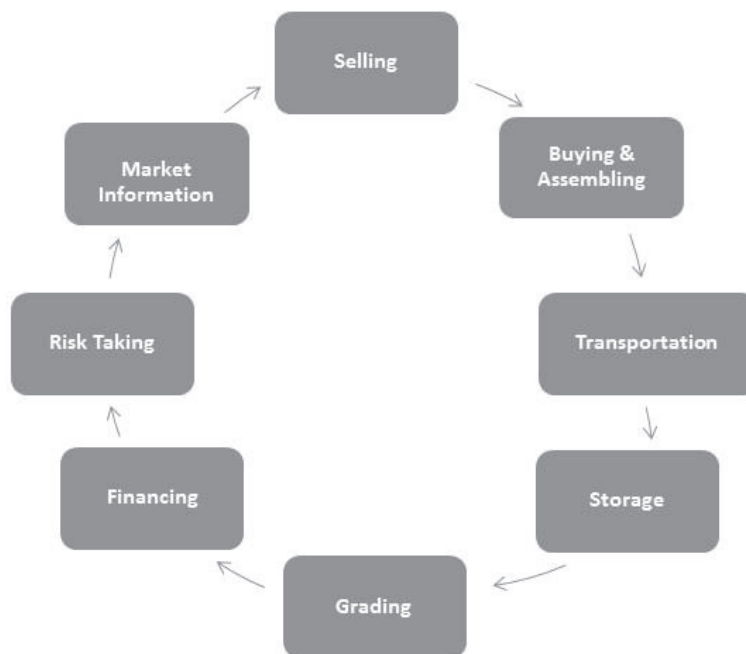 Selling
Buying &
Assembling
Transportation
Storage
Grading
Financing
Risk Taking
Market
Information